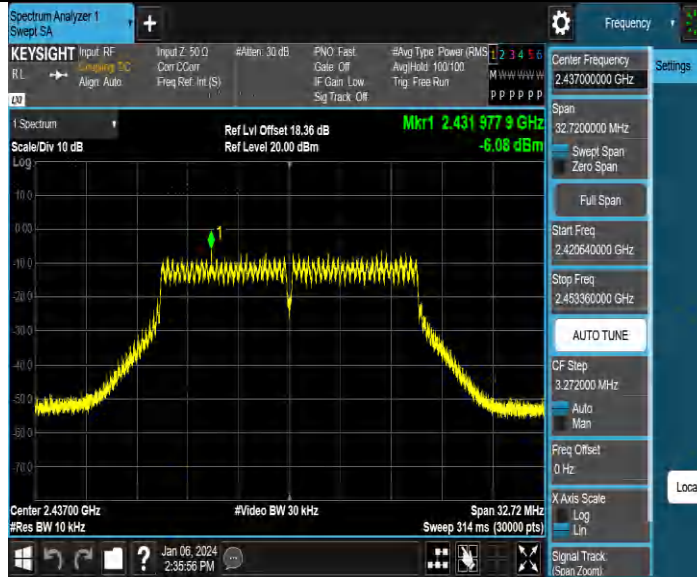 Spectrum Analyzer 1
Swept SA
Frequency
KEYSIGHT Input: RF
R L
Coupling: DC
Align: Auto
Input Z: 50 Ω
Corr CCorr
Freq Ref: Int (S)
#Atten: 30 dB
PNO: Fast
Gate: Off
IF Gain: Low
Sig Track: Off
#Avg Type: Power (RMS)
Avg|Hold: 100/100
Trig: Free Run
1 2 3 4 5 6
M W W W W W
P P P P P P
1 Spectrum
Scale/Div 10 dB
Log
Ref Lvl Offset 18.36 dB
Ref Level 20.00 dBm
Mkr1 2.431 977 9 GHz
-6.08 dBm
10.0
0.00
-10.0
-20.0
-30.0
-40.0
-50.0
-60.0
-70.0
1
Center 2.43700 GHz
#Res BW 10 kHz
#Video BW 30 kHz
Span 32.72 MHz
Sweep 314 ms (30000 pts)
Jan 06, 2024
2:35:56 PM
Center Frequency
2.437000000 GHz
Settings
Span
32.7200000 MHz
Swept Span
Zero Span
Full Span
Start Freq
2.420640000 GHz
Stop Freq
2.453360000 GHz
AUTO TUNE
CF Step
3.272000 MHz
Auto
Man
Freq Offset
0 Hz
X Axis Scale
Log
Lin
Signal Track
(Span Zoom)
Loca